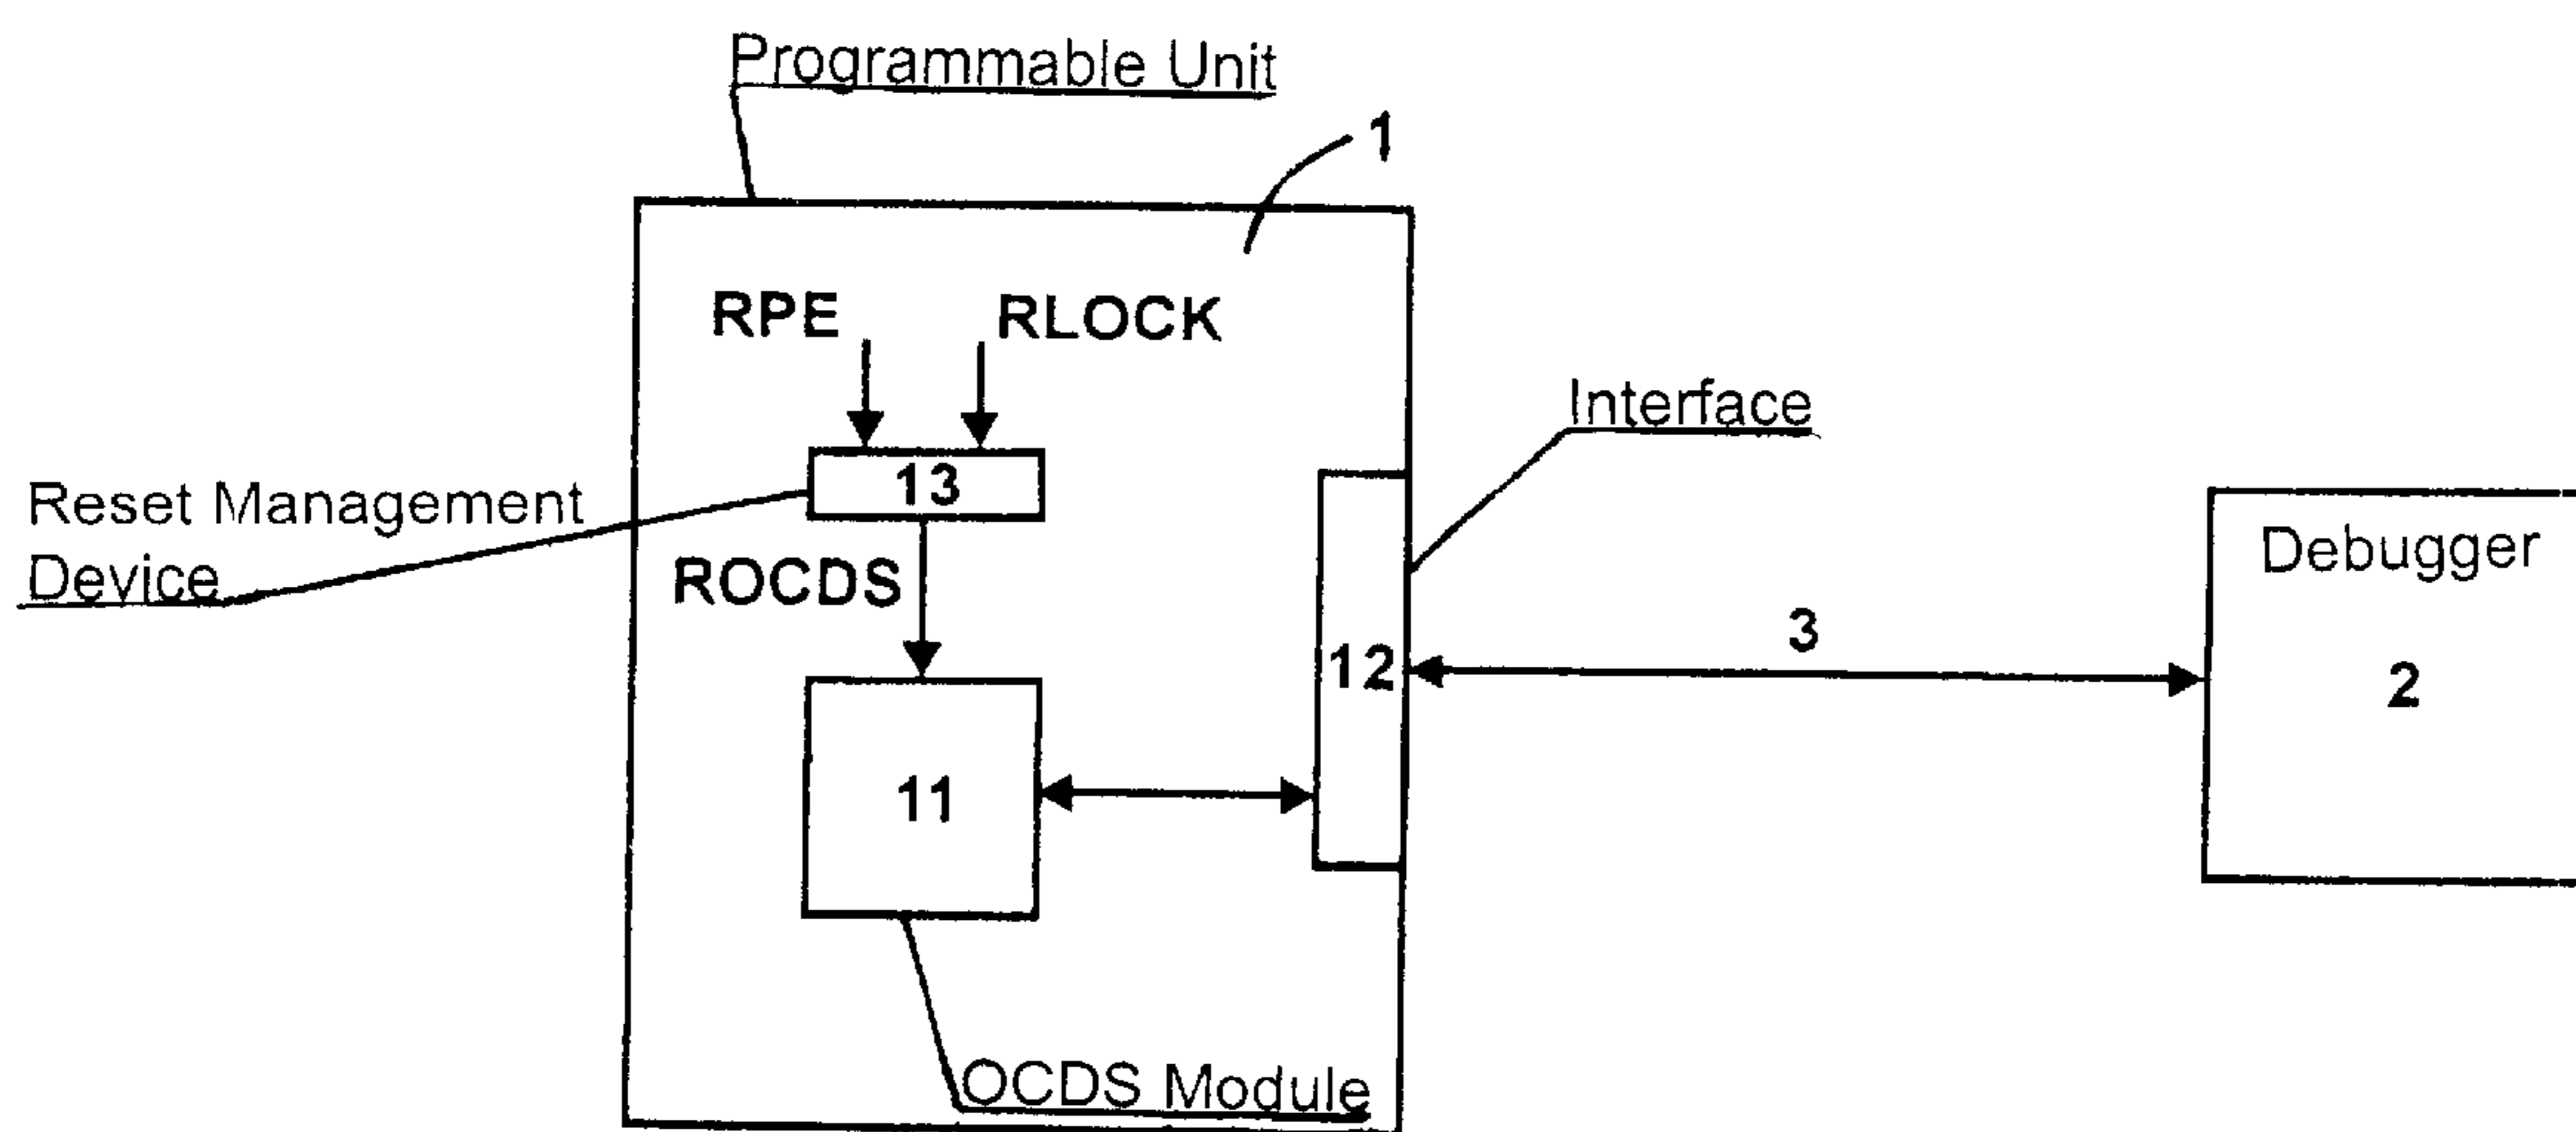 Programmable Unit
1
RPE
RLOCK
Interface
13
Reset Management
Device
Debugger
ROCDS
3
12
2
11
OCDS Module